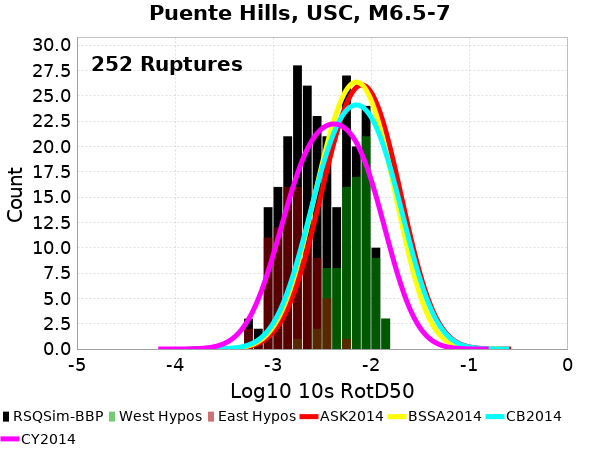 Puente Hills, USC, M6.5-7
252 Ruptures
30.0
27.5
25.0
22.5
20.0
17.5
15.0
12.5
10.0
7.5
5.0
2.5
0.0
Count
-5 -4 -3 -2 -1 0
Log10 10s RotD50
RSQSim-BBP West Hypos East Hypos ASK2014 BSSA2014 CB2014
CY2014